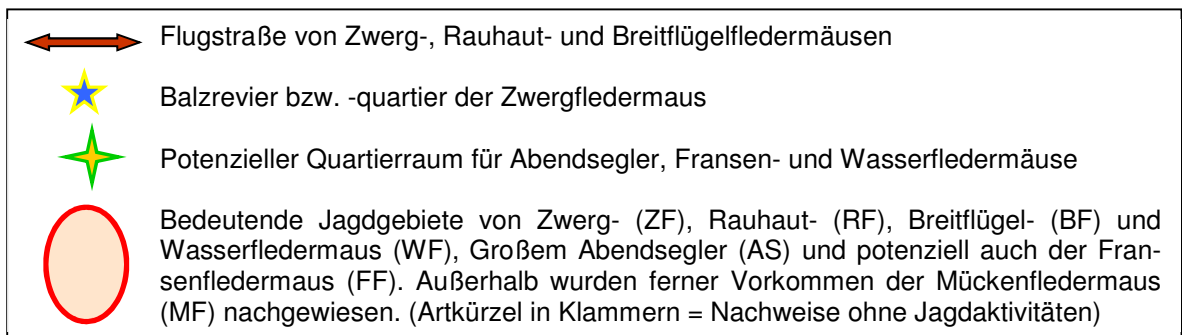 Flugstraße von Zwerg-, Rauhaut- und Breitflügelfledermäusen
Balzrevier bzw. -quartier der Zwergfledermaus
Potenzieller Quartierraum für Abendsegler, Fransen- und Wasserfledermäuse
Bedeutende Jagdgebiete von Zwerg- (ZF), Rauhaut- (RF), Breitflügel- (BF) und
Wasserfledermaus (WF), Großem Abendsegler (AS) und potenziell auch der Fran-
senfledermaus (FF). Außerhalb wurden ferner Vorkommen der Mückenfledermaus
(MF) nachgewiesen. (Artkürzel in Klammern = Nachweise ohne Jagdaktivitäten)